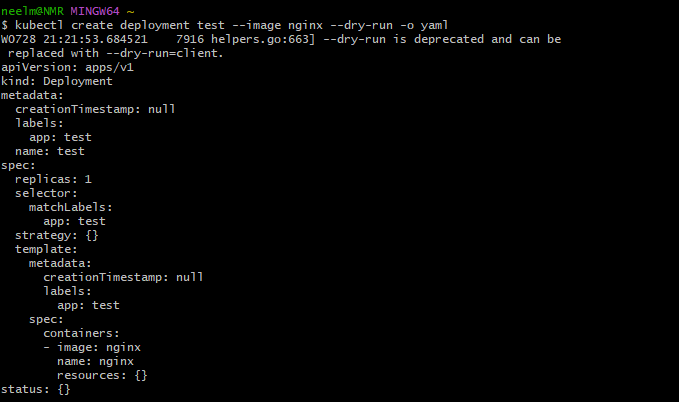 neelm@NMR MINGW64 ~
$ kubectl create deployment test --image nginx --dry-run -o yaml
W0728 21:21:53.684521    7916 helpers.go:663] --dry-run is deprecated and can be
 replaced with --dry-run=client.
apiVersion: apps/v1
kind: Deployment
metadata:
  creationTimestamp: null
  labels:
    app: test
  name: test
spec:
  replicas: 1
  selector:
    matchLabels:
      app: test
  strategy: {}
  template:
    metadata:
      creationTimestamp: null
      labels:
        app: test
    spec:
      containers:
      - image: nginx
        name: nginx
        resources: {}
status: {}